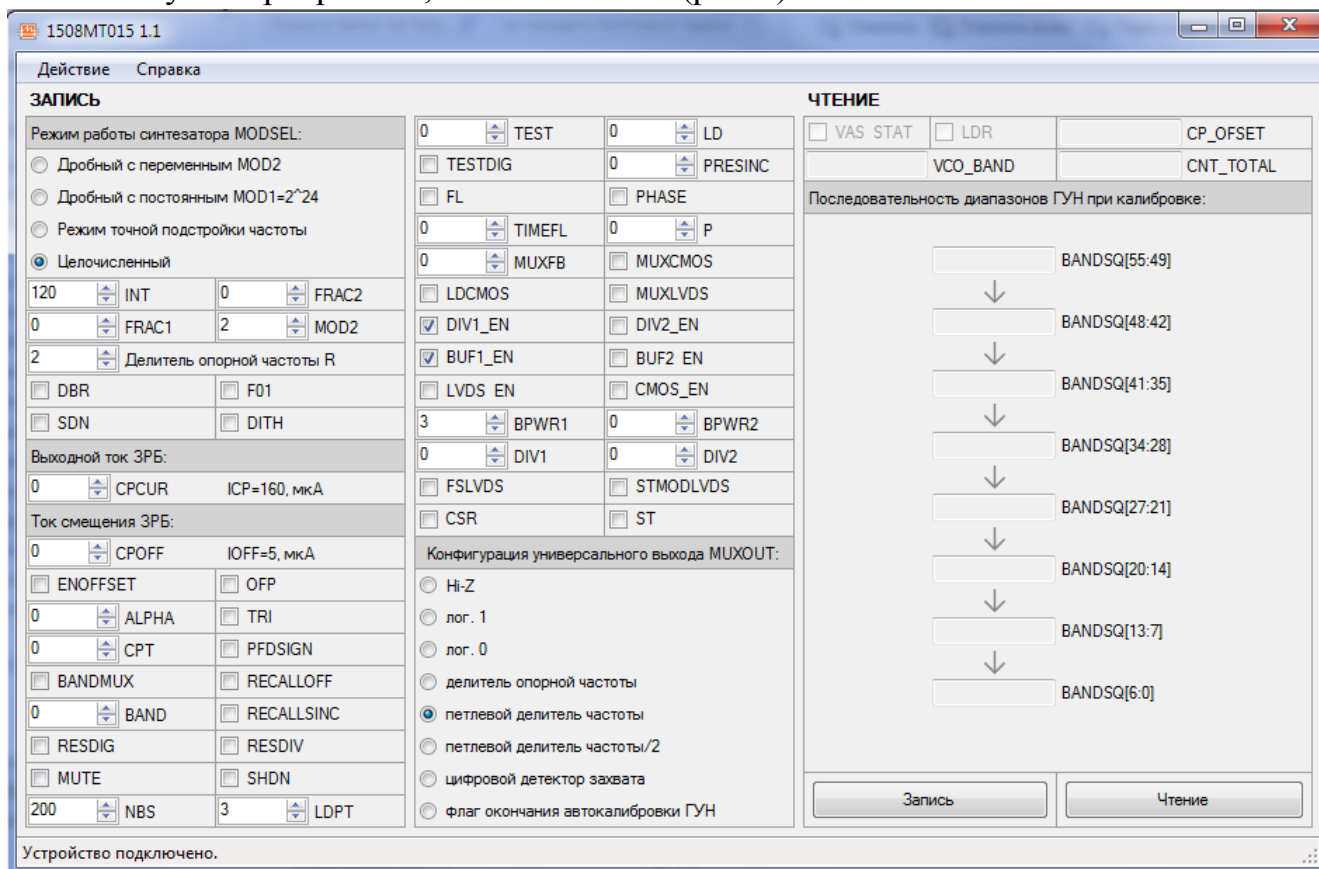 1508MT015 1.1
Действие Справка
ЗАПИСЬ
Режим работы синтезатора MODSEL:
Дробный с переменным MOD2
Дробный с постоянным MOD1=2^24
Режим точной подстройки частоты
Целочисленный
120 INT 0 FRAC2
0 FRAC1 2 MOD2
2 Делитель опорной частоты R
DBR F01
SDN DITH
Выходной ток ЗРБ:
0 CPCUR ICP=160, мкА
Ток смещения ЗРБ:
0 CPOFF IOFF=5, мкА
ENOFFSET OFP
0 ALPHA TRI
0 CPT PFDSIGN
BANDMUX RECALLOFF
0 BAND RECALLSINC
RESDIG RESDIV
MUTE SHDN
200 NBS 3 LDPT
0 TEST 0 LD
TESTDIG 0 PRESINC
FL PHASE
0 TIMEFL 0 P
0 MUXFB MUXCMOS
LDCMOS MUXLVDS
DIV1_EN DIV2_EN
BUF1_EN BUF2 EN
LVDS EN CMOS_EN
3 BPWR1 0 BPWR2
0 DIV1 0 DIV2
FSLVDS STMODLVDS
CSR ST
Конфигурация универсального выхода MUXOUT:
Hi-Z
лог. 1
лог. 0
делитель опорной частоты
петлевой делитель частоты
петлевой делитель частоты/2
цифровой детектор захвата
флаг окончания автокалибровки ГУН
ЧТЕНИЕ
VAS STAT LDR CP_OFSET
VCO_BAND CNT_TOTAL
Последовательность диапазонов ГУН при калибровке:
BANDSQ[55:49]
BANDSQ[48:42]
BANDSQ[41:35]
BANDSQ[34:28]
BANDSQ[27:21]
BANDSQ[20:14]
BANDSQ[13:7]
BANDSQ[6:0]
Запись Чтение
Устройство подключено.